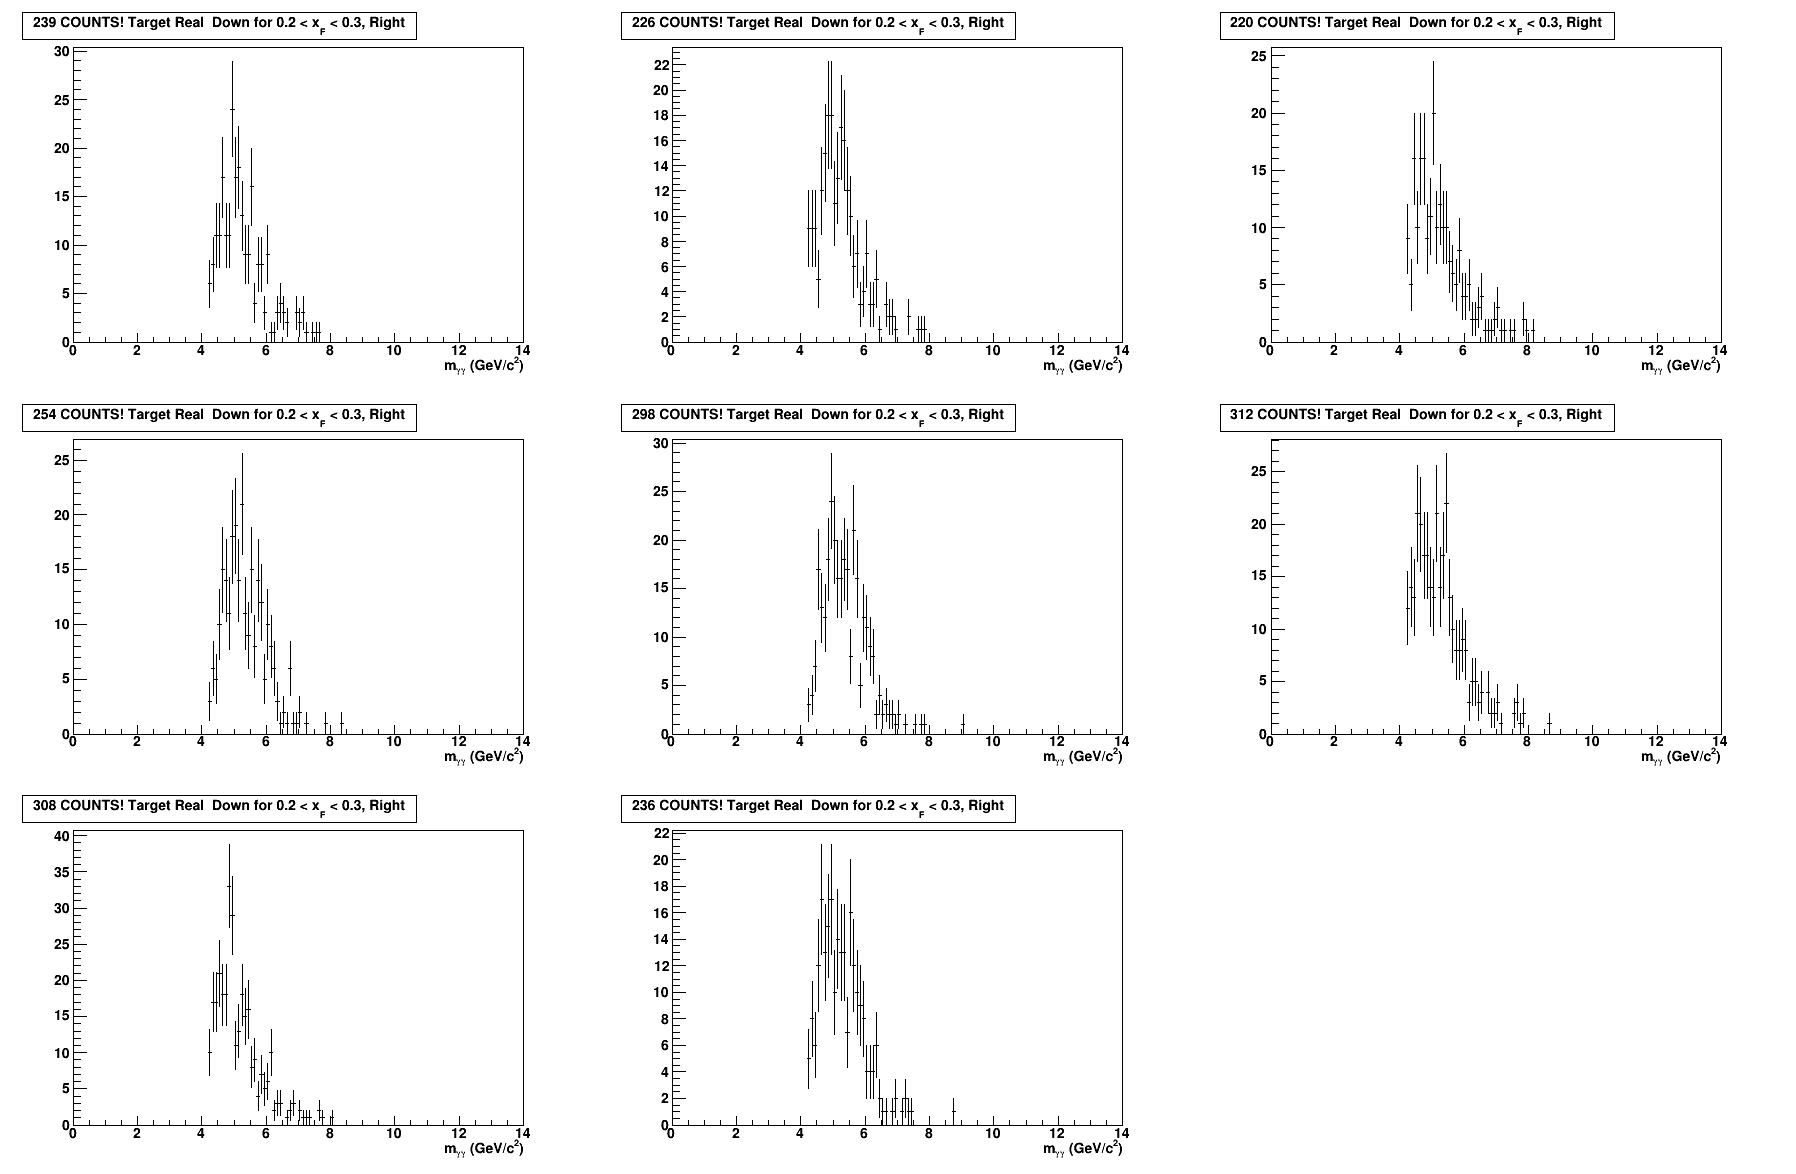 239 COUNTS! Target Real  Down for 0.2 < x_F < 0.3, Right
30
25
20
15
10
5
0
0 2 4 6 8 10 12 14
m_γγ (GeV/c²)
226 COUNTS! Target Real  Down for 0.2 < x_F < 0.3, Right
22
20
18
16
14
12
10
8
6
4
2
0
0 2 4 6 8 10 12 14
m_γγ (GeV/c²)
220 COUNTS! Target Real  Down for 0.2 < x_F < 0.3, Right
25
20
15
10
5
0
0 2 4 6 8 10 12 14
m_γγ (GeV/c²)
254 COUNTS! Target Real  Down for 0.2 < x_F < 0.3, Right
25
20
15
10
5
0
0 2 4 6 8 10 12 14
m_γγ (GeV/c²)
298 COUNTS! Target Real  Down for 0.2 < x_F < 0.3, Right
30
25
20
15
10
5
0
0 2 4 6 8 10 12 14
m_γγ (GeV/c²)
312 COUNTS! Target Real  Down for 0.2 < x_F < 0.3, Right
25
20
15
10
5
0
0 2 4 6 8 10 12 14
m_γγ (GeV/c²)
308 COUNTS! Target Real  Down for 0.2 < x_F < 0.3, Right
40
35
30
25
20
15
10
5
0
0 2 4 6 8 10 12 14
m_γγ (GeV/c²)
236 COUNTS! Target Real  Down for 0.2 < x_F < 0.3, Right
22
20
18
16
14
12
10
8
6
4
2
0
0 2 4 6 8 10 12 14
m_γγ (GeV/c²)